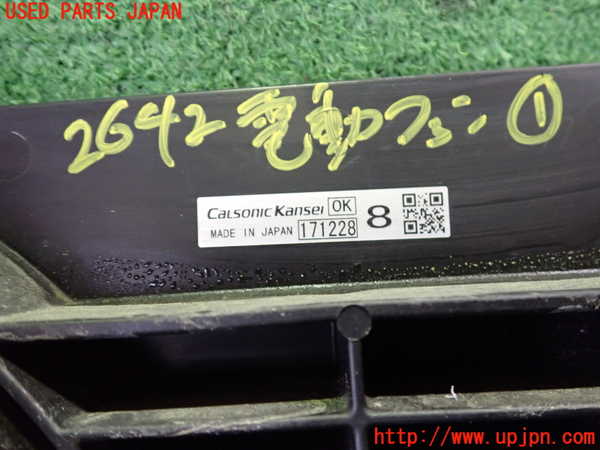 USED PARTS JAPAN
2642 電動ファン ①
CALSONIC KANSEI OK
MADE IN JAPAN 171228 8
http://www.upjpn.com